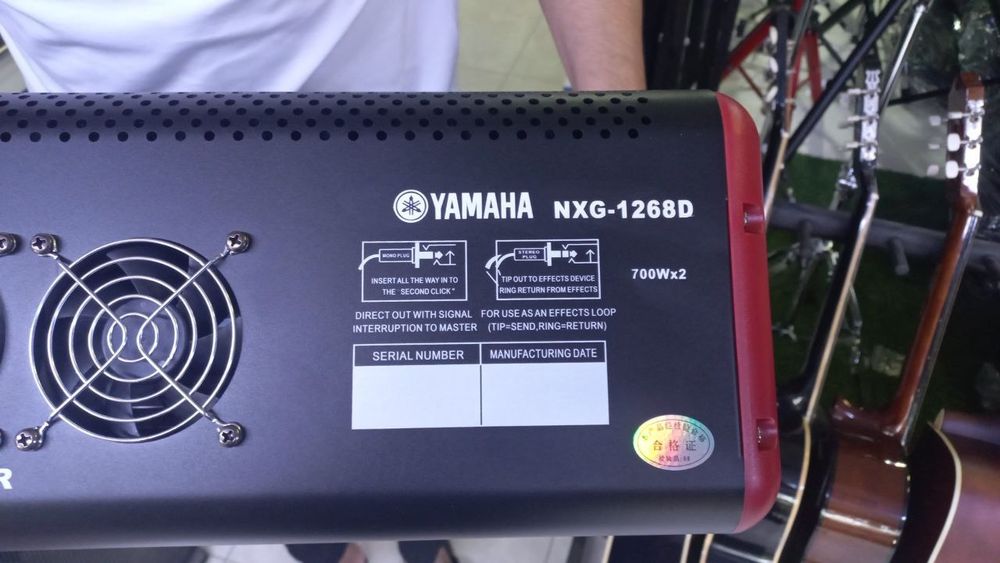 YAMAHA NXG-1268D
MONO PLUG
INSERT ALL THE WAY IN TO
THE "SECOND CLICK"
STEREO
PLUG
TIP OUT TO EFFECTS DEVICE
RING RETURN FROM EFFECTS
700Wx2
DIRECT OUT WITH SIGNAL
INTERRUPTION TO MASTER
FOR USE AS AN EFFECTS LOOP
(TIP=SEND,RING=RETURN)
SERIAL NUMBER
MANUFACTURING DATE
合格证
R